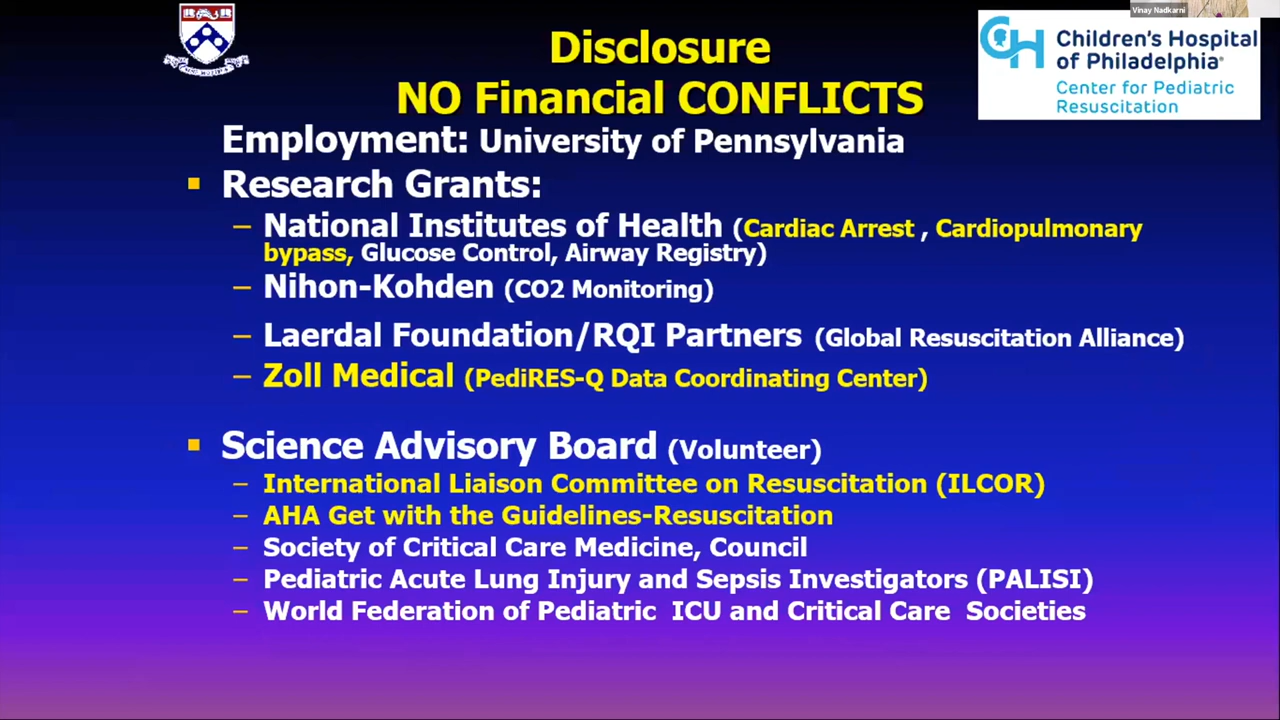 Vinay Nadkarni
Disclosure
NO Financial CONFLICTS
Children's Hospital
of Philadelphia®
Center for Pediatric
Resuscitation
Employment: University of Pennsylvania
▪ Research Grants:
– National Institutes of Health (Cardiac Arrest , Cardiopulmonary
bypass, Glucose Control, Airway Registry)
– Nihon-Kohden (CO2 Monitoring)
– Laerdal Foundation/RQI Partners (Global Resuscitation Alliance)
– Zoll Medical (PediRES-Q Data Coordinating Center)
▪ Science Advisory Board (Volunteer)
– International Liaison Committee on Resuscitation (ILCOR)
– AHA Get with the Guidelines-Resuscitation
– Society of Critical Care Medicine, Council
– Pediatric Acute Lung Injury and Sepsis Investigators (PALISI)
– World Federation of Pediatric ICU and Critical Care Societies